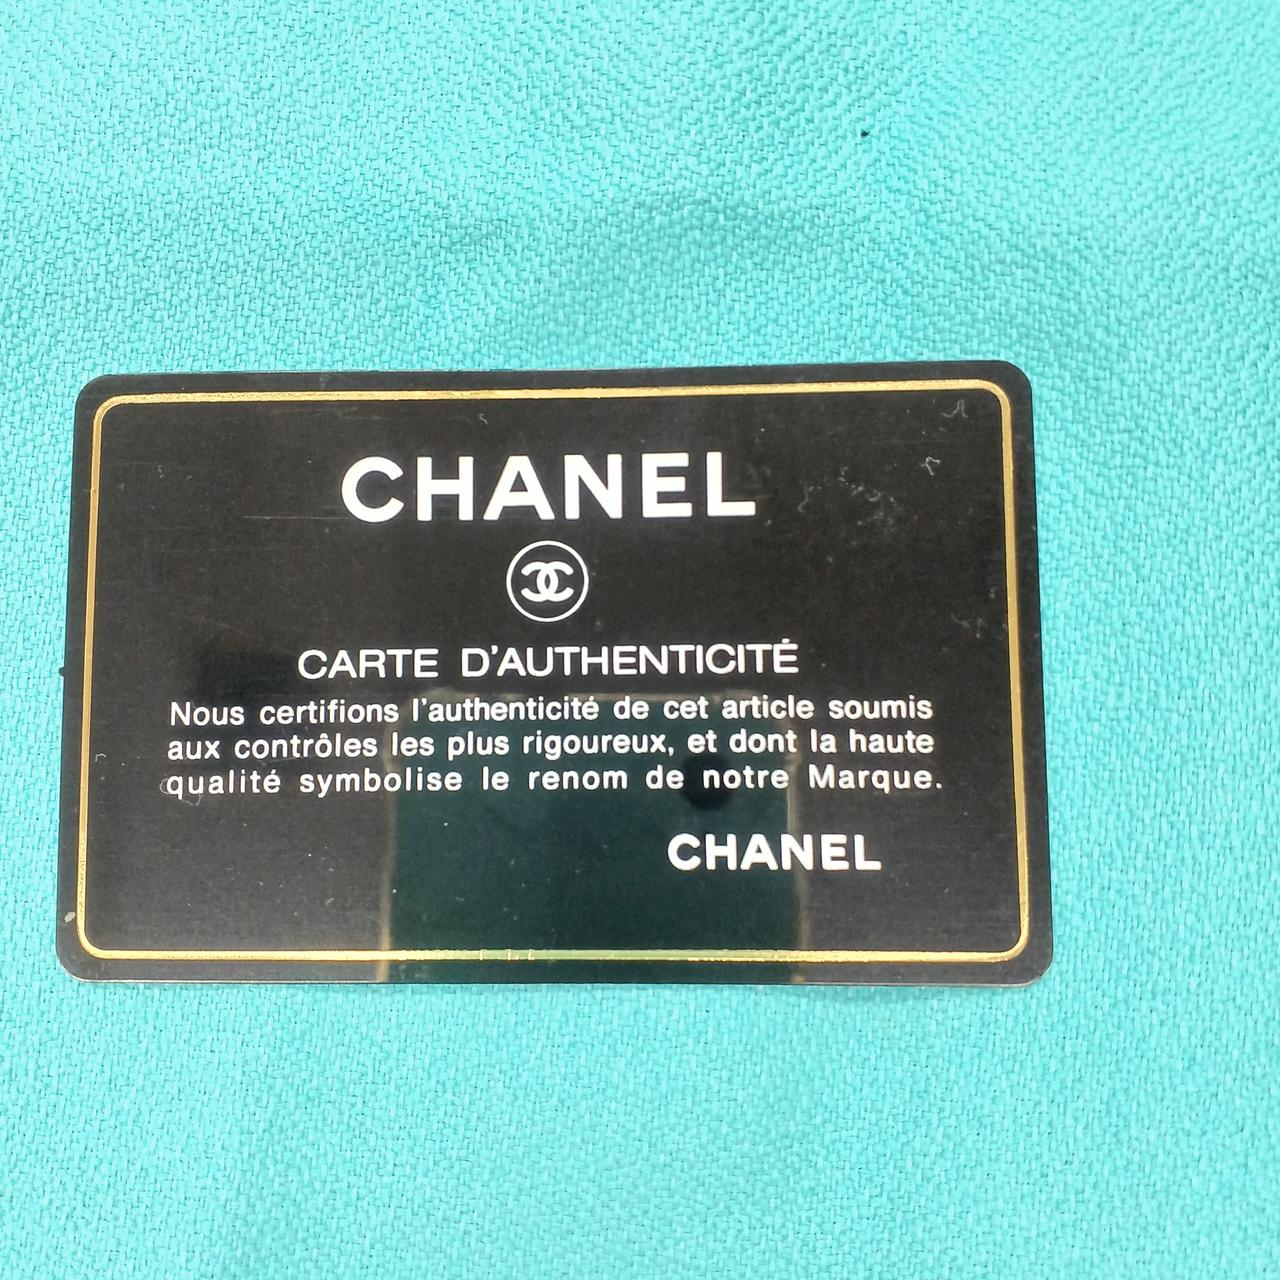 CHANEL
CARTE D'AUTHENTICITÉ
Nous certifions l'authenticité de cet article soumis
aux contrôles les plus rigoureux, et dont la haute
qualité symbolise le renom de notre Marque.
CHANEL